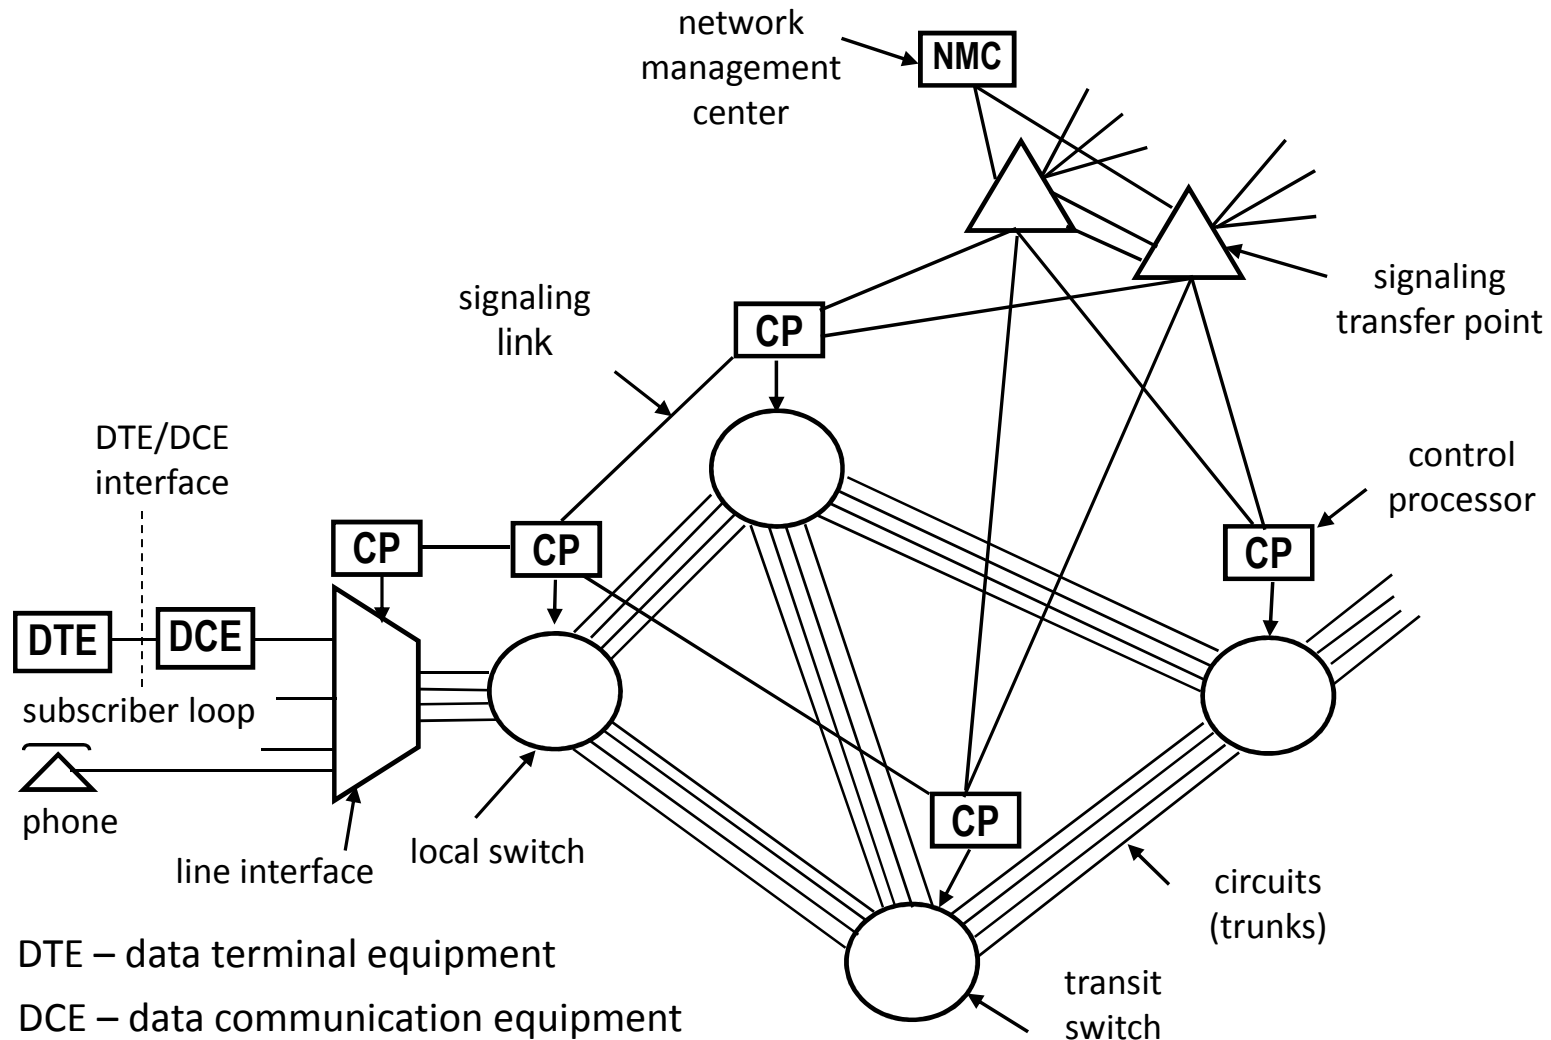 network
management
center
NMC
signaling
link
CP
signaling
transfer point
DTE/DCE
interface
control
processor
CP
CP
CP
DTE
DCE
subscriber loop
phone
line interface
local switch
CP
circuits
(trunks)
transit
switch
DTE – data terminal equipment
DCE – data communication equipment